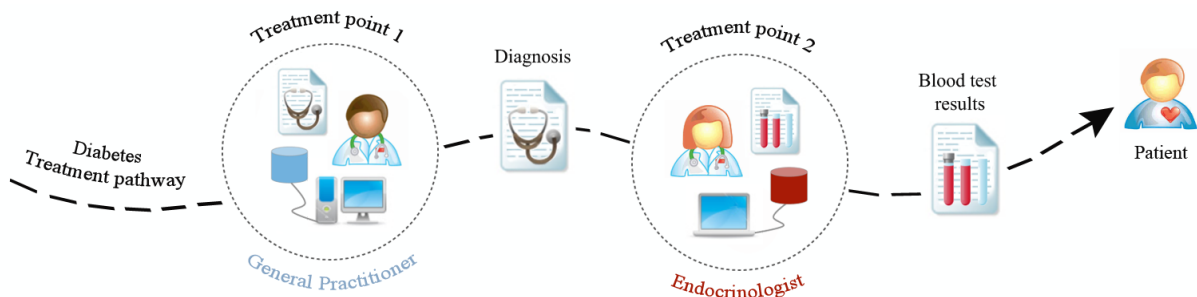 Diabetes
Treatment pathway
Treatment point 1
General Practitioner
Diagnosis
Treatment point 2
Endocrinologist
Blood test
results
Patient